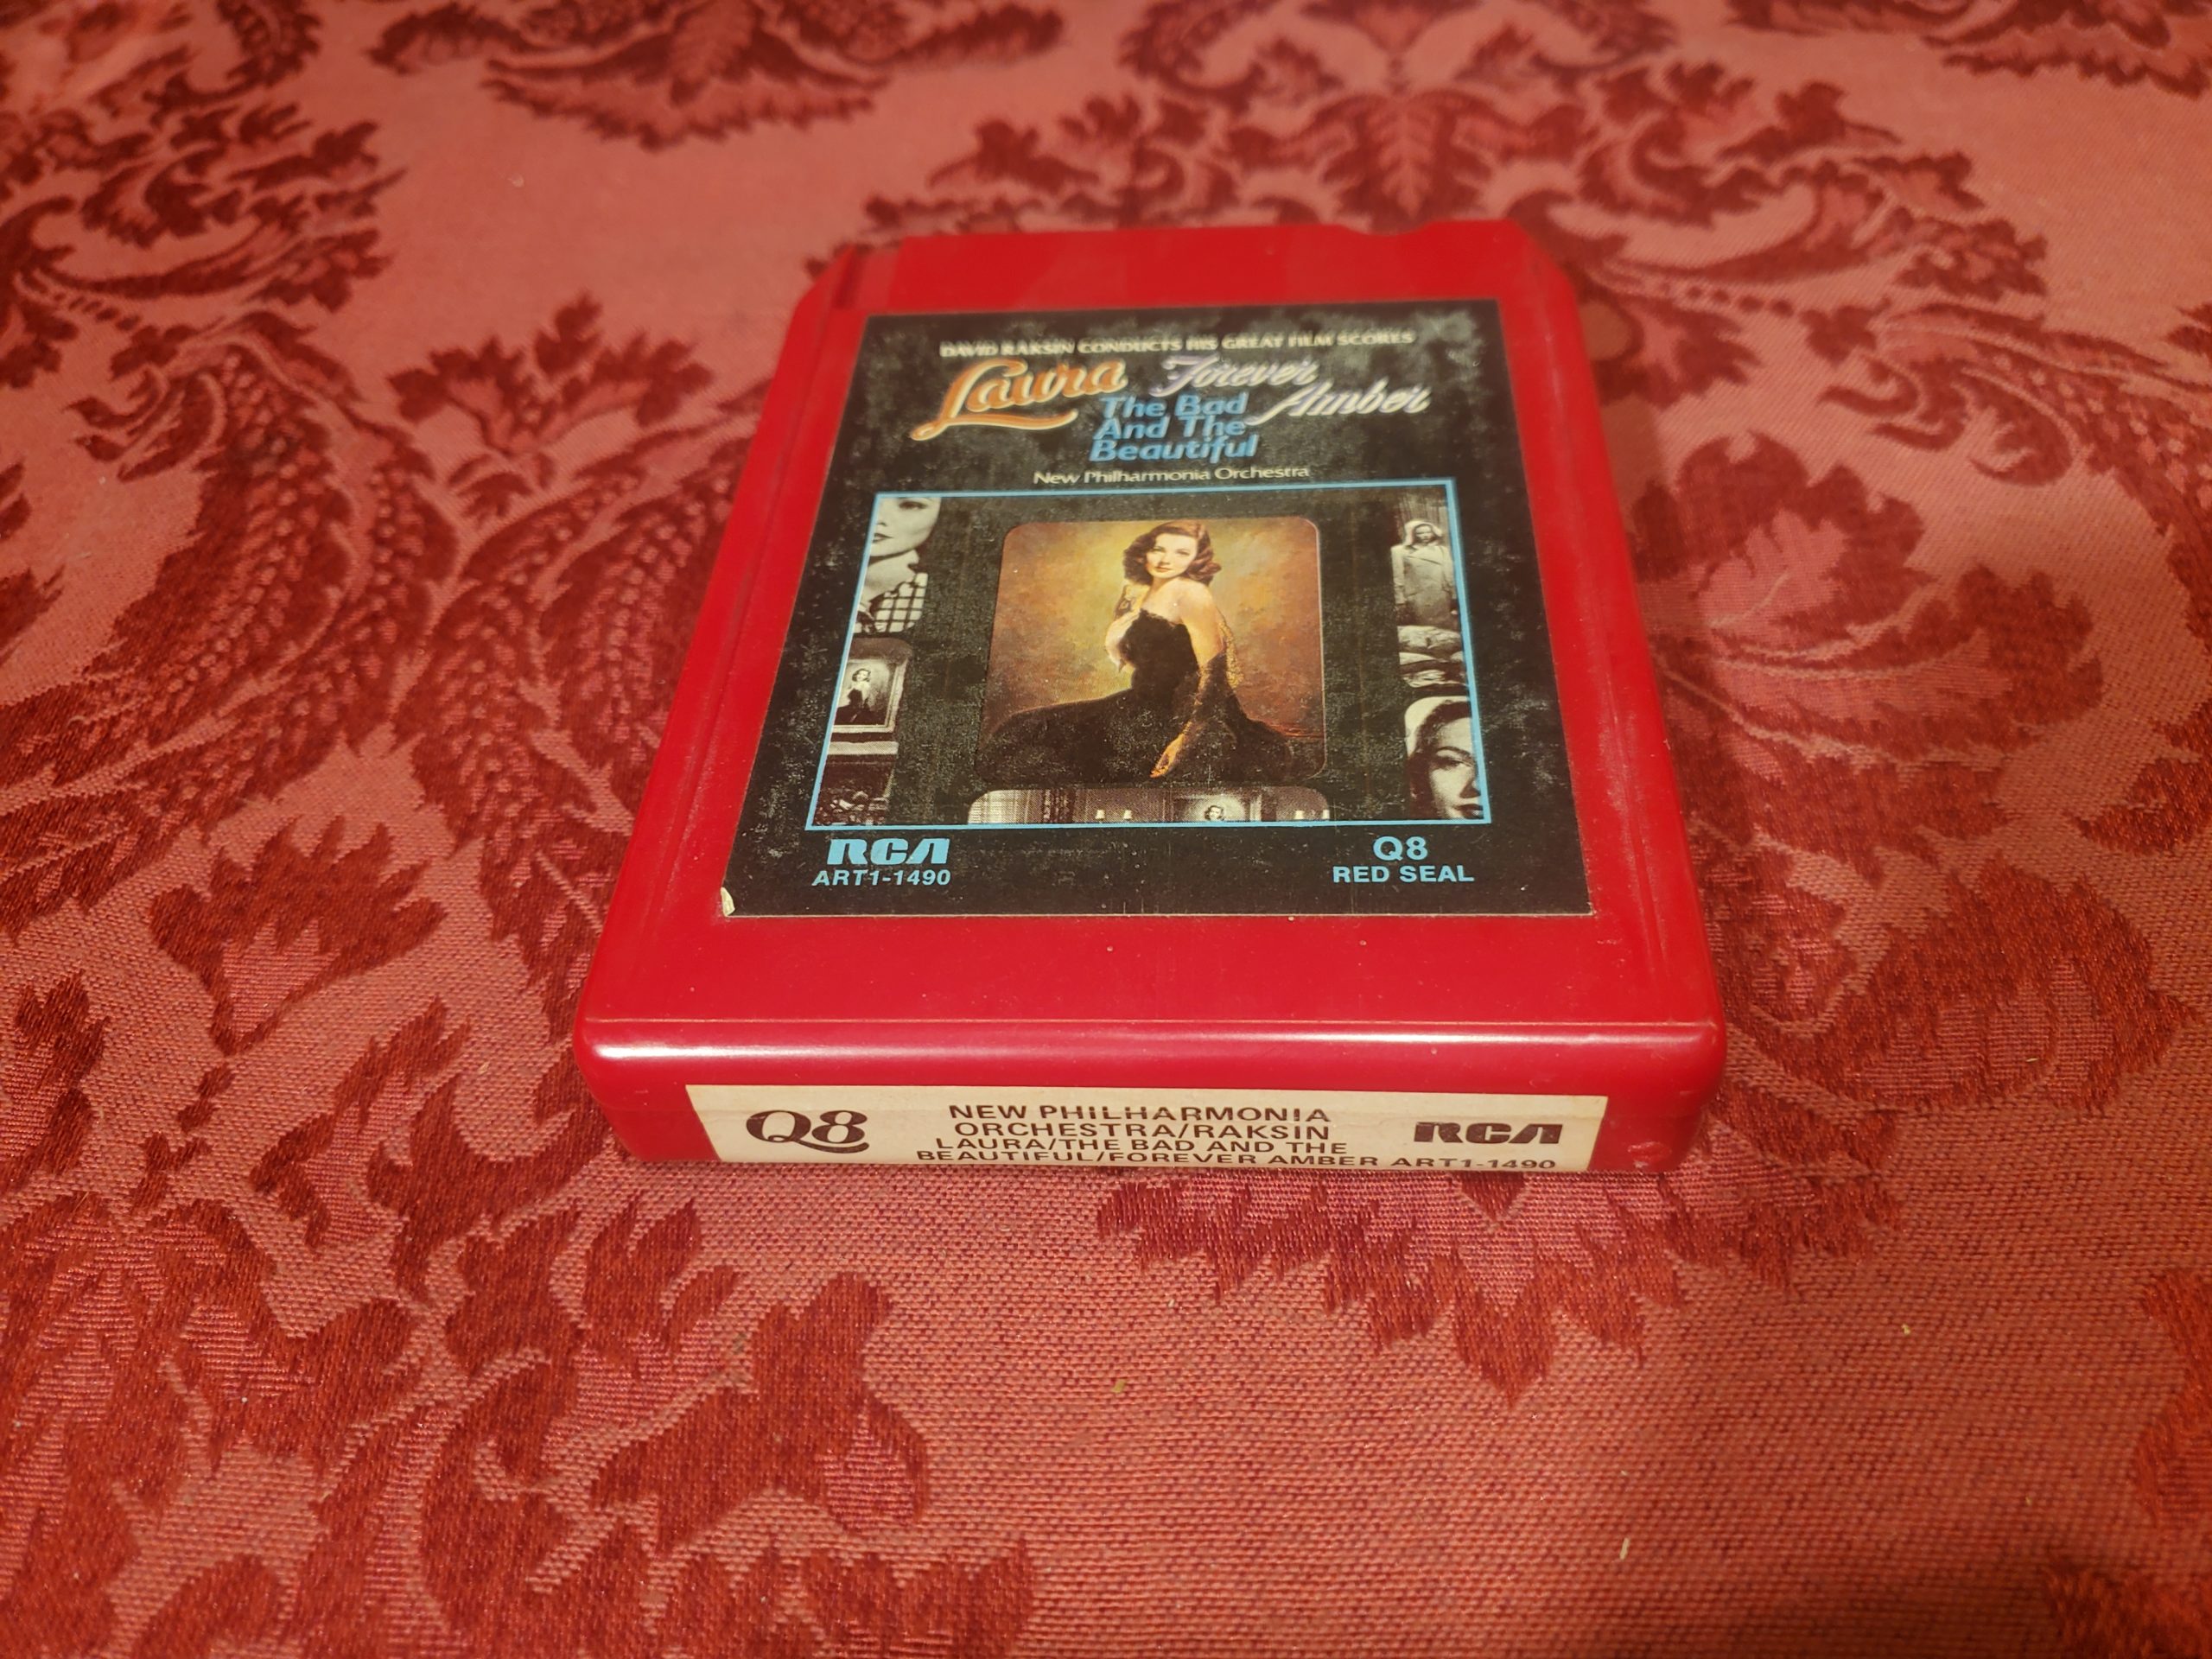 DAVID RAKSIN CONDUCTS HIS GREAT FILM SCORES
Laura
Forever
Amber
The Bad
And The
Beautiful
New Philharmonia Orchestra
RCA
ART1-1490
Q8
RED SEAL
Q8
NEW PHILHARMONIA
ORCHESTRA/RAKSIN
LAURA/THE BAD AND THE
BEAUTIFUL/FOREVER AMBER
RCA
ART1-1490